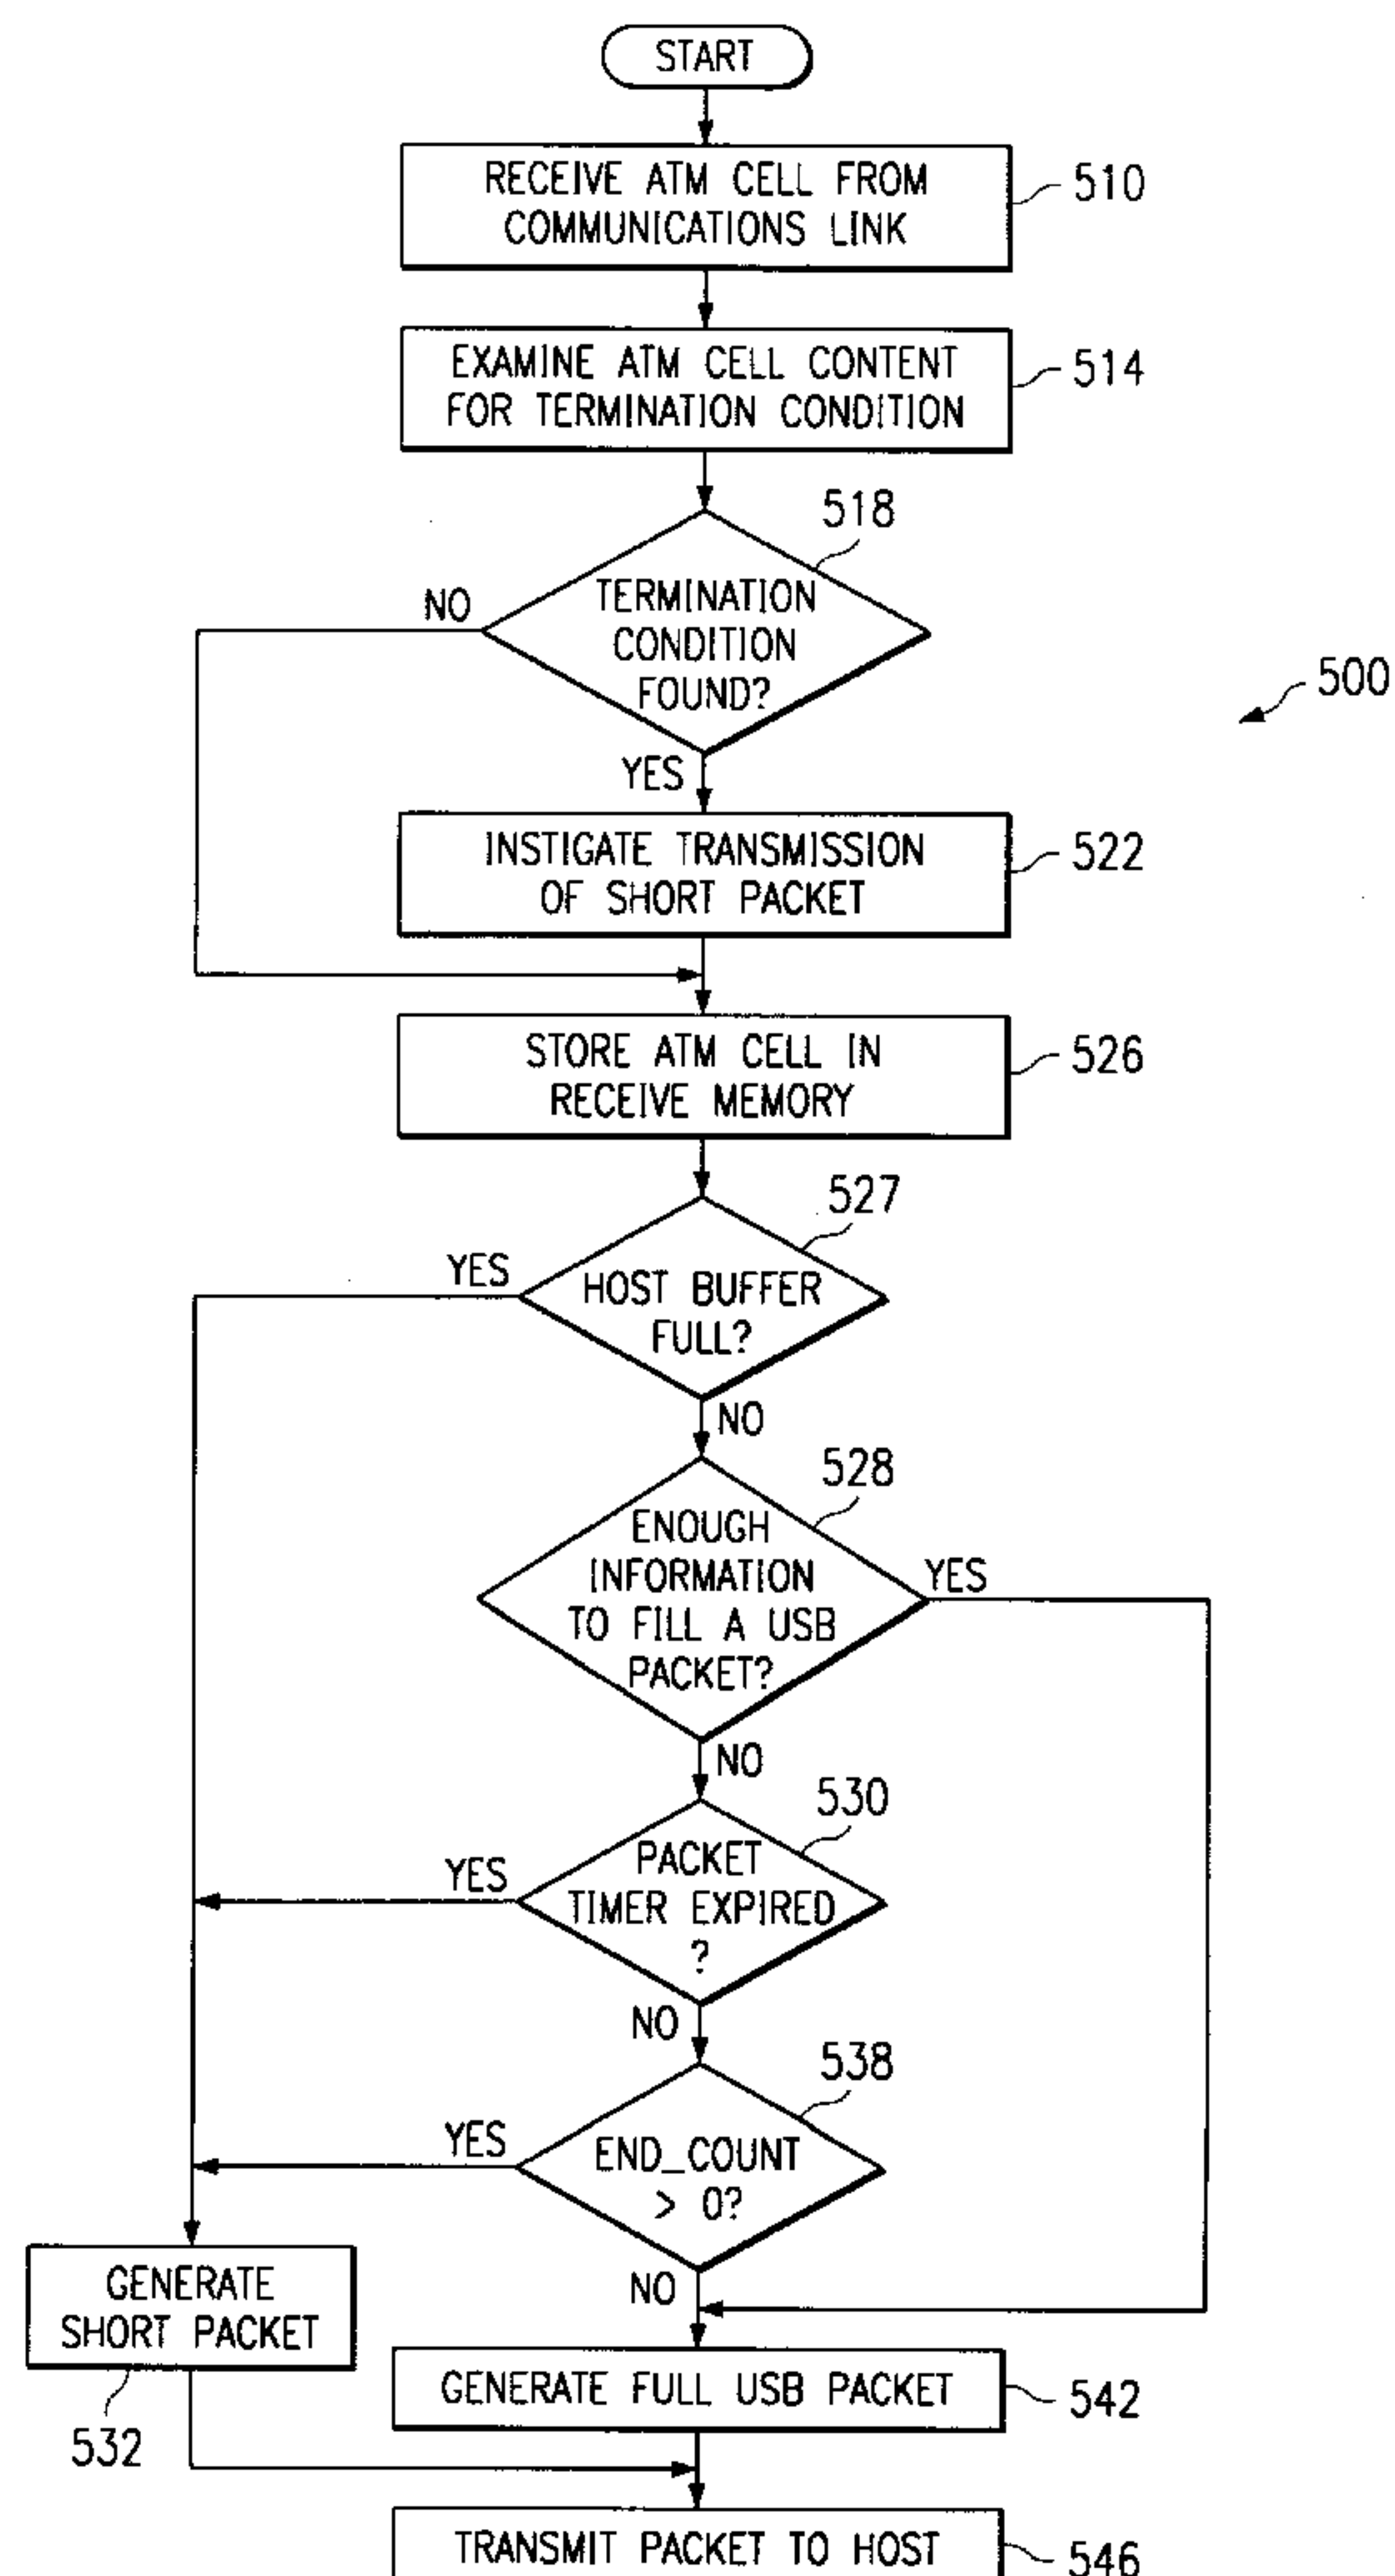 START
RECEIVE ATM CELL FROM
COMMUNICATIONS LINK
510
EXAMINE ATM CELL CONTENT
FOR TERMINATION CONDITION
514
518
NO
TERMINATION
CONDITION
FOUND?
500
YES
INSTIGATE TRANSMISSION
OF SHORT PACKET
522
STORE ATM CELL IN
RECEIVE MEMORY
526
527
YES
HOST BUFFER
FULL?
NO
528
ENOUGH
INFORMATION
TO FILL A USB
PACKET?
YES
NO
530
YES
PACKET
TIMER EXPIRED
?
NO
538
YES
END_COUNT
> 0?
NO
GENERATE
SHORT PACKET
532
GENERATE FULL USB PACKET
542
TRANSMIT PACKET TO HOST
546